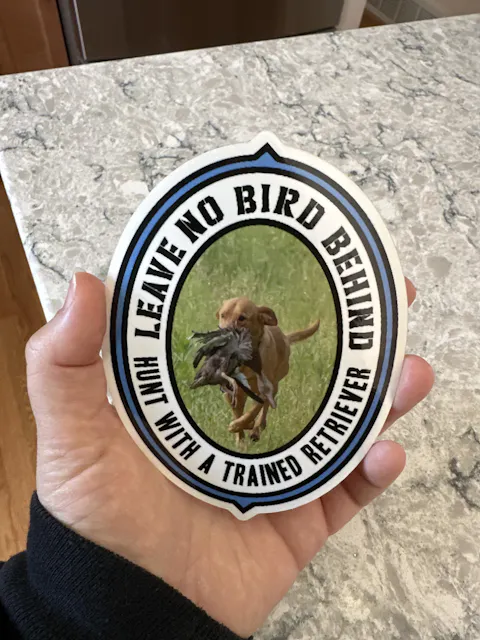 LEAVE NO BIRD BEHIND
HUNT WITH A TRAINED RETRIEVER